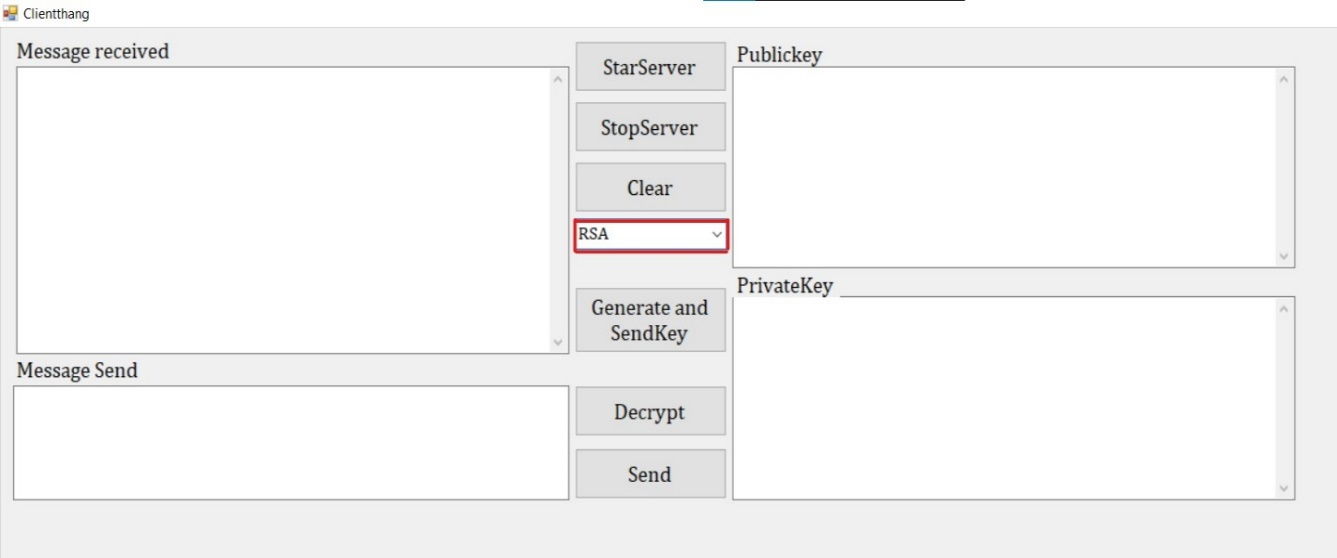 Clientthang
Message received
StarServer
Publickey
StopServer
Clear
RSA
PrivateKey
Generate and
SendKey
Message Send
Decrypt
Send